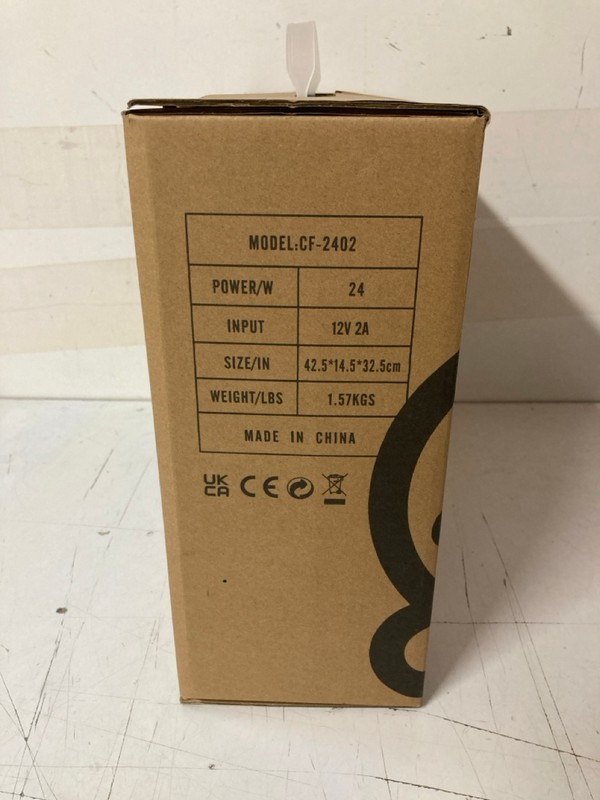 MODEL:CF-2402
POWER/W 24
INPUT 12V 2A
SIZE/IN 42.5*14.5*32.5cm
WEIGHT/LBS 1.57KGS
MADE IN CHINA
UK CA CE